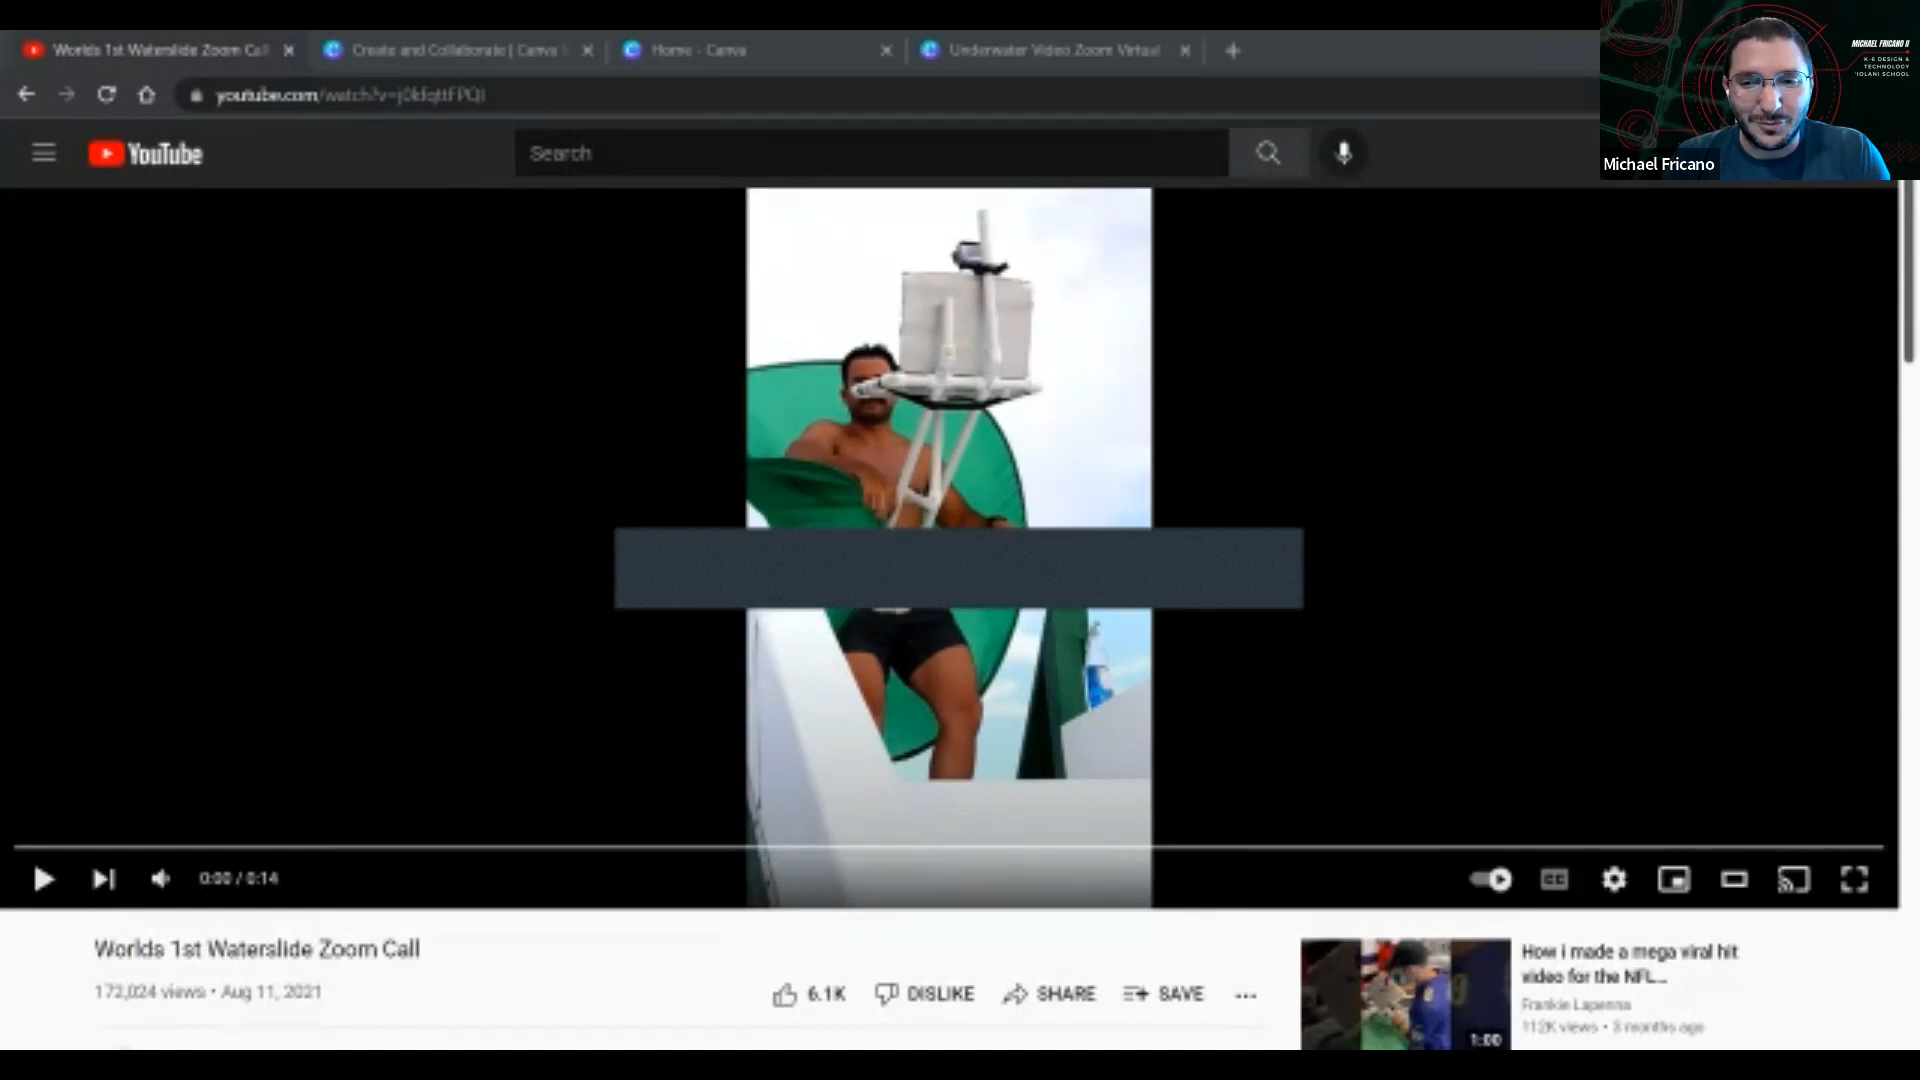 Worlds 1st Waterslide Zoom Cal
Create and Collaborate | Canva
Home - Canva
Underwater Video Zoom Virtual
MICHAEL FRICANO II
K-6 DESIGN &
TECHNOLOGY
'IOLANI SCHOOL
youtube.com/watch?v=
YouTube
Search
Michael Fricano
0:00 / 0:14
CC
Worlds 1st Waterslide Zoom Call
172,024 views • Aug 11, 2021
6.1K
DISLIKE
SHARE
SAVE
1:00
How i made a mega viral hit
video for the NFL...
Frankie Lapenna
112K views • 3 months ago